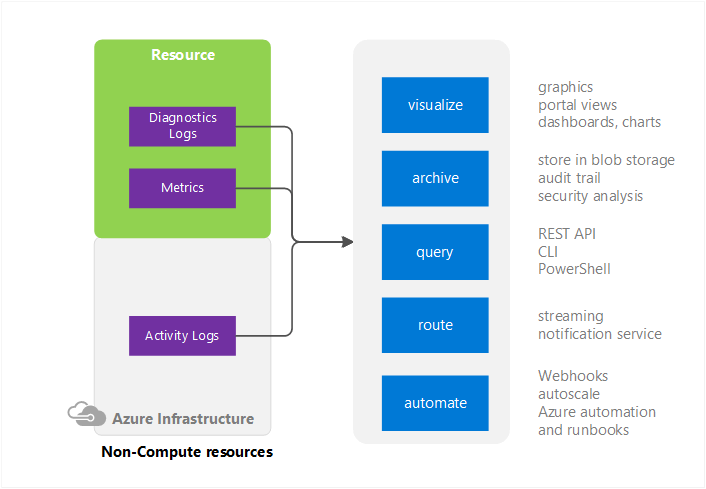 Resource
Diagnostics
Logs
Metrics
Activity Logs
Azure Infrastructure
Non-Compute resources
visualize
graphics
portal views
dashboards, charts
archive
store in blob storage
audit trail
security analysis
query
REST API
CLI
PowerShell
route
streaming
notification service
automate
Webhooks
autoscale
Azure automation
and runbooks